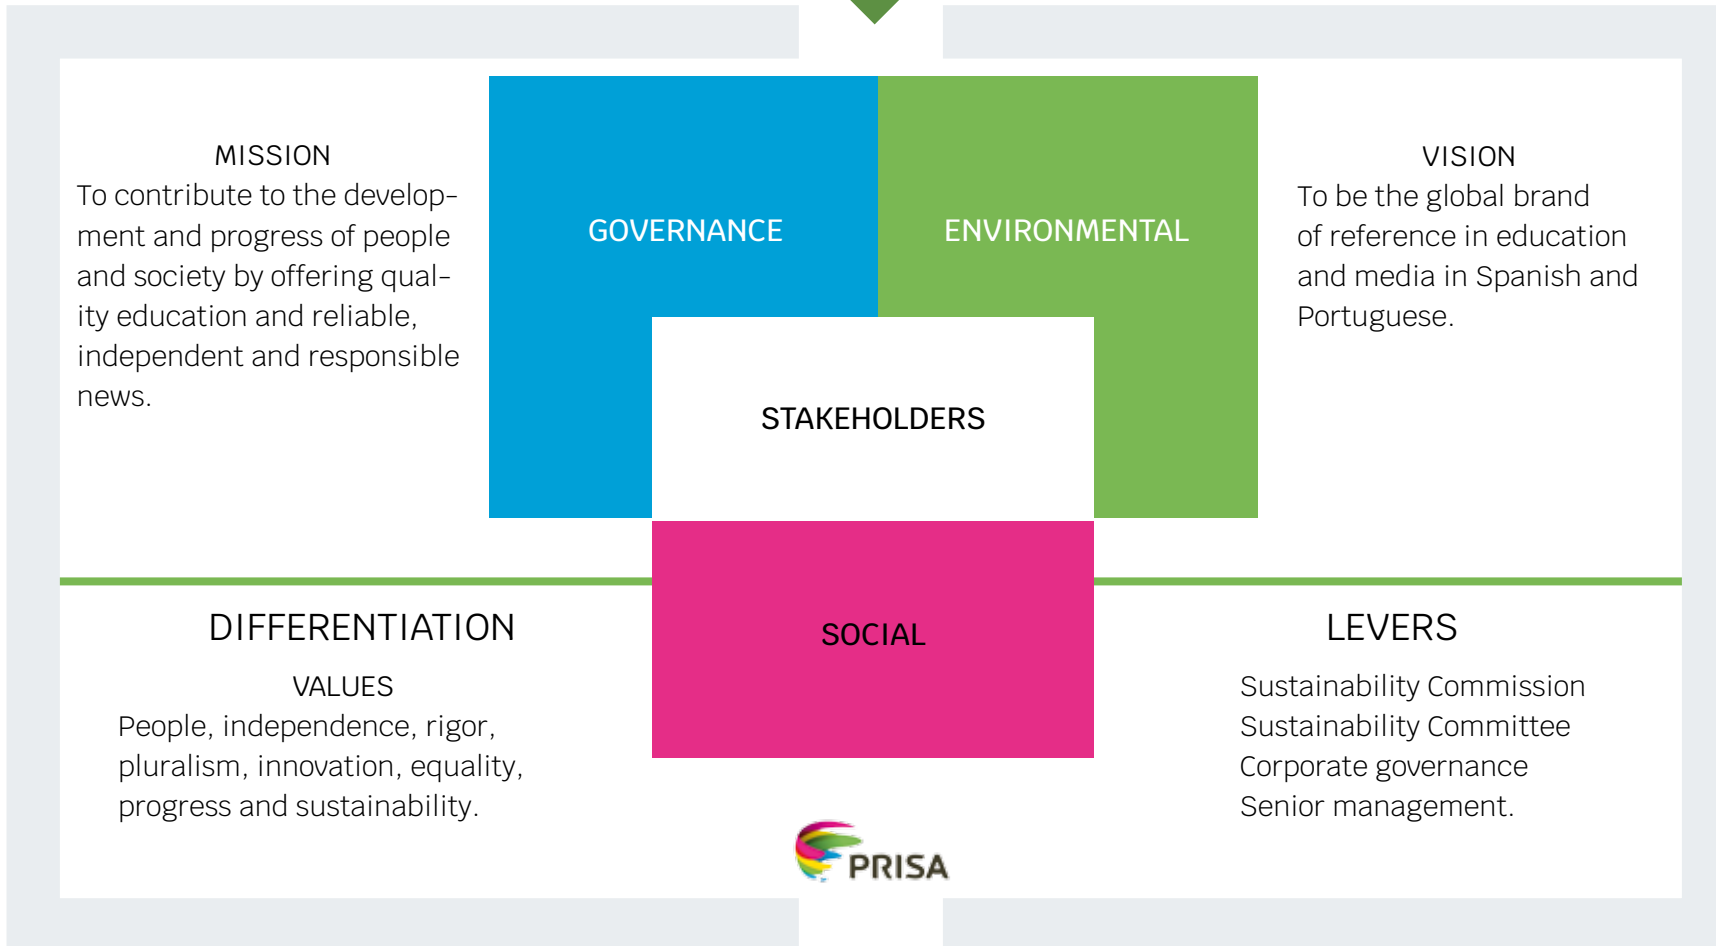 MISSION
To contribute to the develop-
ment and progress of people
and society by offering qual-
ity education and reliable,
independent and responsible
news.
GOVERNANCE
ENVIRONMENTAL
STAKEHOLDERS
SOCIAL
VISION
To be the global brand
of reference in education
and media in Spanish and
Portuguese.
DIFFERENTIATION
VALUES
People, independence, rigor,
pluralism, innovation, equality,
progress and sustainability.
LEVERS
Sustainability Commission
Sustainability Committee
Corporate governance
Senior management.
PRISA